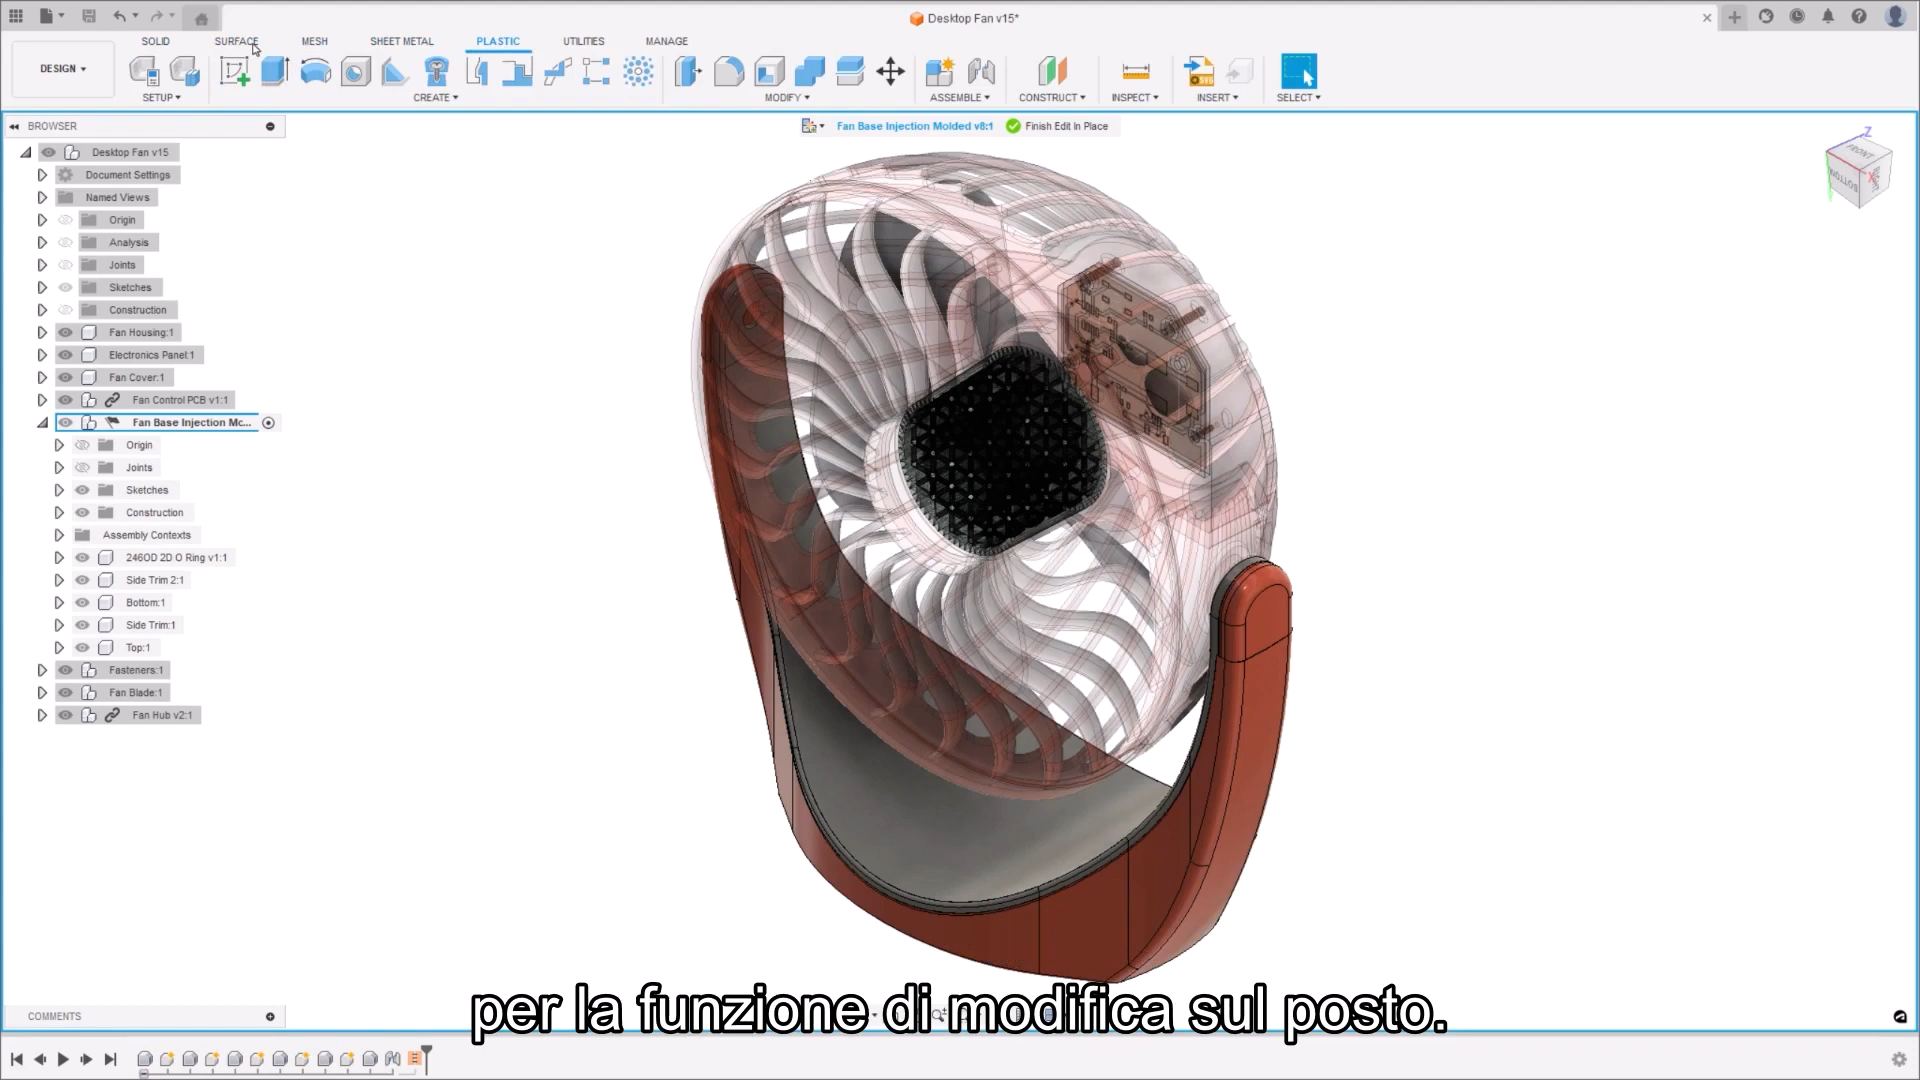 Desktop Fan v15*
SOLID
SURFACE
MESH
SHEET METAL
PLASTIC
UTILITIES
MANAGE
DESIGN
SETUP
CREATE
MODIFY
ASSEMBLE
CONSTRUCT
INSPECT
INSERT
SELECT
BROWSER
Fan Base Injection Molded v8:1
Finish Edit In Place
Desktop Fan v15
Document Settings
Named Views
Origin
Analysis
Joints
Sketches
Construction
Fan Housing:1
Electronics Panel:1
Fan Cover:1
Fan Control PCB v1:1
Fan Base Injection Mc...
Origin
Joints
Sketches
Construction
Assembly Contexts
246OD 2D O Ring v1:1
Side Trim 2:1
Bottom:1
Side Trim:1
Top:1
Fasteners:1
Fan Blade:1
Fan Hub v2:1
Z
FRONT
BOTTOM
X
COMMENTS
per la funzione di modifica sul posto.